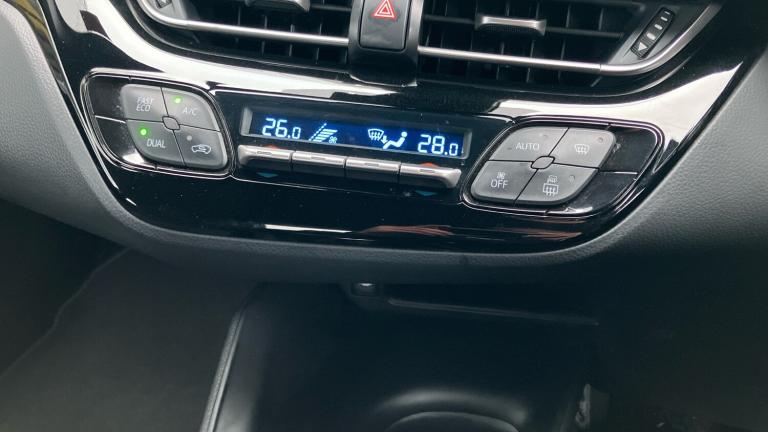 FAST
ECO
A/C
DUAL
26.0
28.0
AUTO
OFF